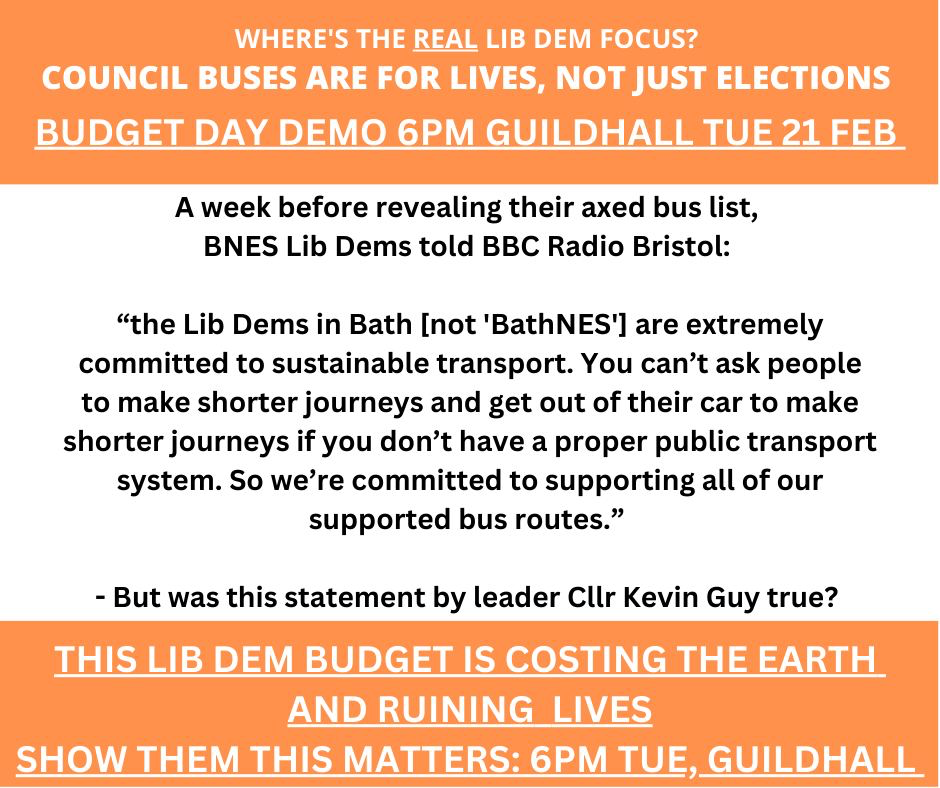 WHERE'S THE REAL LIB DEM FOCUS?
COUNCIL BUSES ARE FOR LIVES, NOT JUST ELECTIONS
BUDGET DAY DEMO 6PM GUILDHALL TUE 21 FEB
A week before revealing their axed bus list,
BNES Lib Dems told BBC Radio Bristol:
“the Lib Dems in Bath [not 'BathNES'] are extremely
committed to sustainable transport. You can’t ask people
to make shorter journeys and get out of their car to make
shorter journeys if you don’t have a proper public transport
system. So we’re committed to supporting all of our
supported bus routes.”
- But was this statement by leader Cllr Kevin Guy true?
THIS LIB DEM BUDGET IS COSTING THE EARTH
AND RUINING  LIVES
SHOW THEM THIS MATTERS: 6PM TUE, GUILDHALL